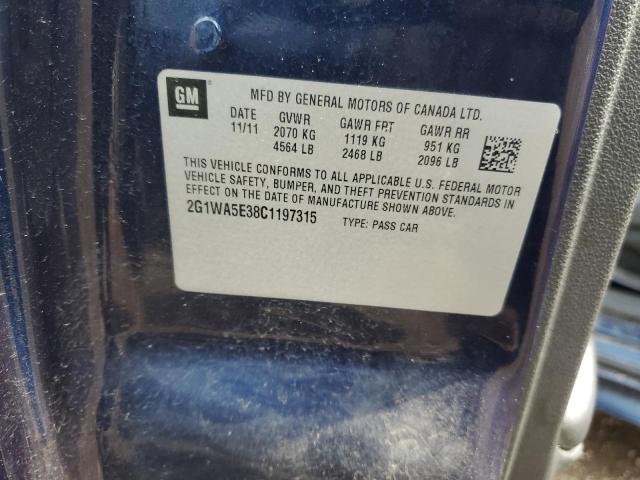 GM
MFD BY GENERAL MOTORS OF CANADA LTD.
DATE GVWR GAWR FRT GAWR RR
11/11 2070 KG 1119 KG 951 KG
4564 LB 2468 LB 2096 LB
THIS VEHICLE CONFORMS TO ALL APPLICABLE U.S. FEDERAL MOTOR
VEHICLE SAFETY, BUMPER, AND THEFT PREVENTION STANDARDS IN
EFFECT ON THE DATE OF MANUFACTURE SHOWN ABOVE.
2G1WA5E38C1197315 TYPE: PASS CAR